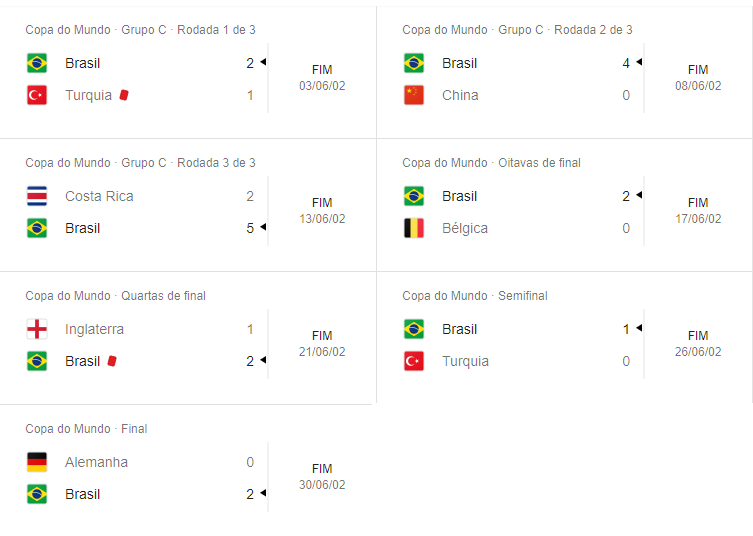 Copa do Mundo · Grupo C · Rodada 1 de 3
Brasil 2
Turquia 1
FIM
03/06/02
Copa do Mundo · Grupo C · Rodada 2 de 3
Brasil 4
China 0
FIM
08/06/02
Copa do Mundo · Grupo C · Rodada 3 de 3
Costa Rica 2
Brasil 5
FIM
13/06/02
Copa do Mundo · Oitavas de final
Brasil 2
Bélgica 0
FIM
17/06/02
Copa do Mundo · Quartas de final
Inglaterra 1
Brasil 2
FIM
21/06/02
Copa do Mundo · Semifinal
Brasil 1
Turquia 0
FIM
26/06/02
Copa do Mundo · Final
Alemanha 0
Brasil 2
FIM
30/06/02